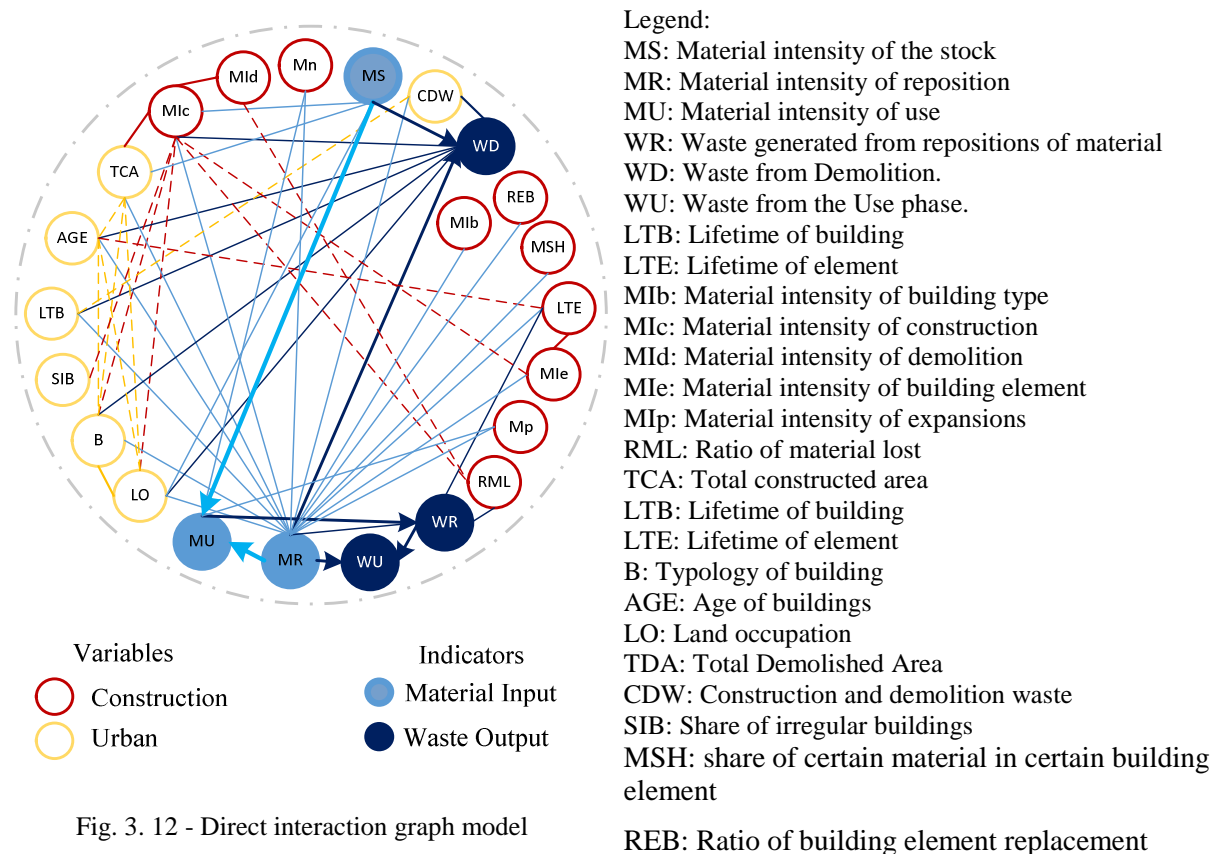 Mn
MId
MS
CDW
MIc
WD
TCA
REB
MIb
AGE
MSH
LTB
LTE
SIB
MIe
B
Mp
LO
RML
WR
MU
MR
WU
Variables
Indicators
Construction
Material Input
Urban
Waste Output
Fig. 3. 12 - Direct interaction graph model
Legend:
MS: Material intensity of the stock
MR: Material intensity of reposition
MU: Material intensity of use
WR: Waste generated from repositions of material
WD: Waste from Demolition.
WU: Waste from the Use phase.
LTB: Lifetime of building
LTE: Lifetime of element
MIb: Material intensity of building type
MIc: Material intensity of construction
MId: Material intensity of demolition
MIe: Material intensity of building element
MIp: Material intensity of expansions
RML: Ratio of material lost
TCA: Total constructed area
LTB: Lifetime of building
LTE: Lifetime of element
B: Typology of building
AGE: Age of buildings
LO: Land occupation
TDA: Total Demolished Area
CDW: Construction and demolition waste
SIB: Share of irregular buildings
MSH: share of certain material in certain building
element
REB: Ratio of building element replacement